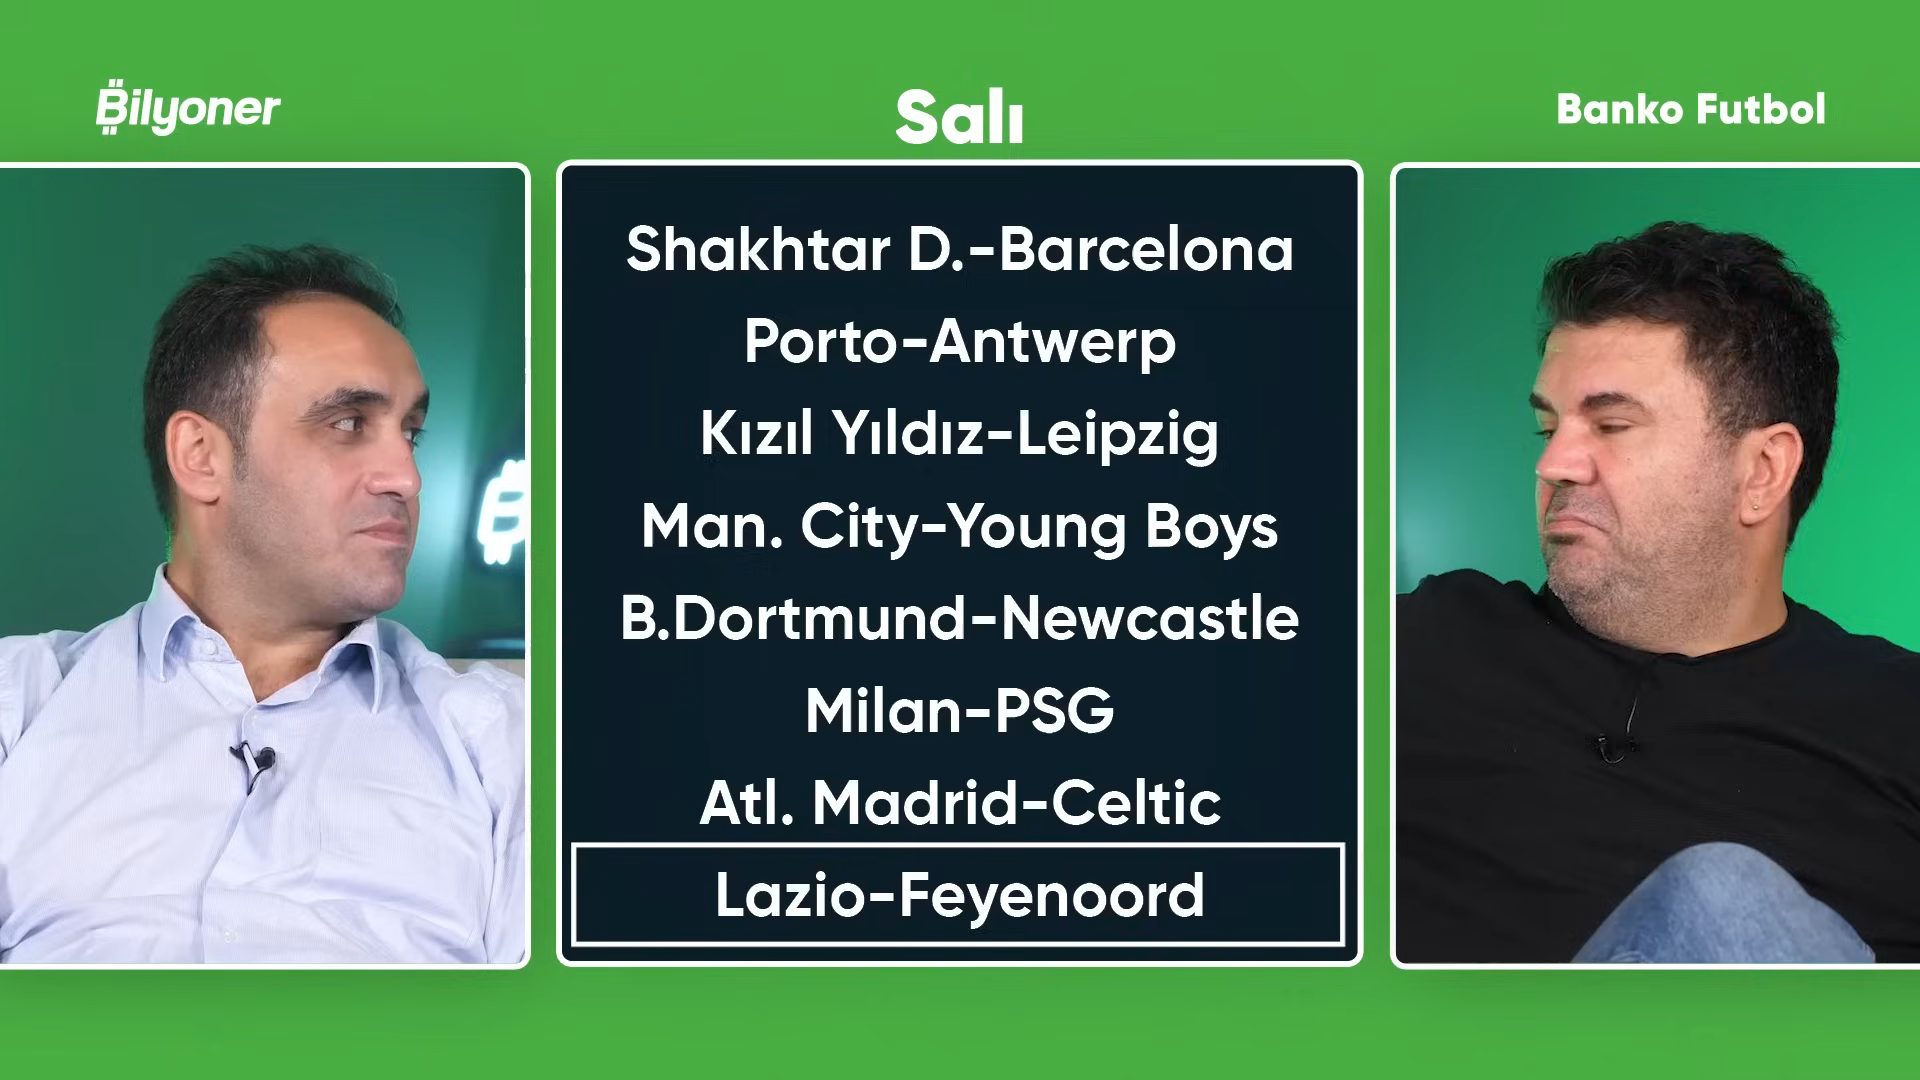 Bilyoner
Salı
Banko Futbol
Shakhtar D.-Barcelona
Porto-Antwerp
Kızıl Yıldız-Leipzig
Man. City-Young Boys
B.Dortmund-Newcastle
Milan-PSG
Atl. Madrid-Celtic
Lazio-Feyenoord
B